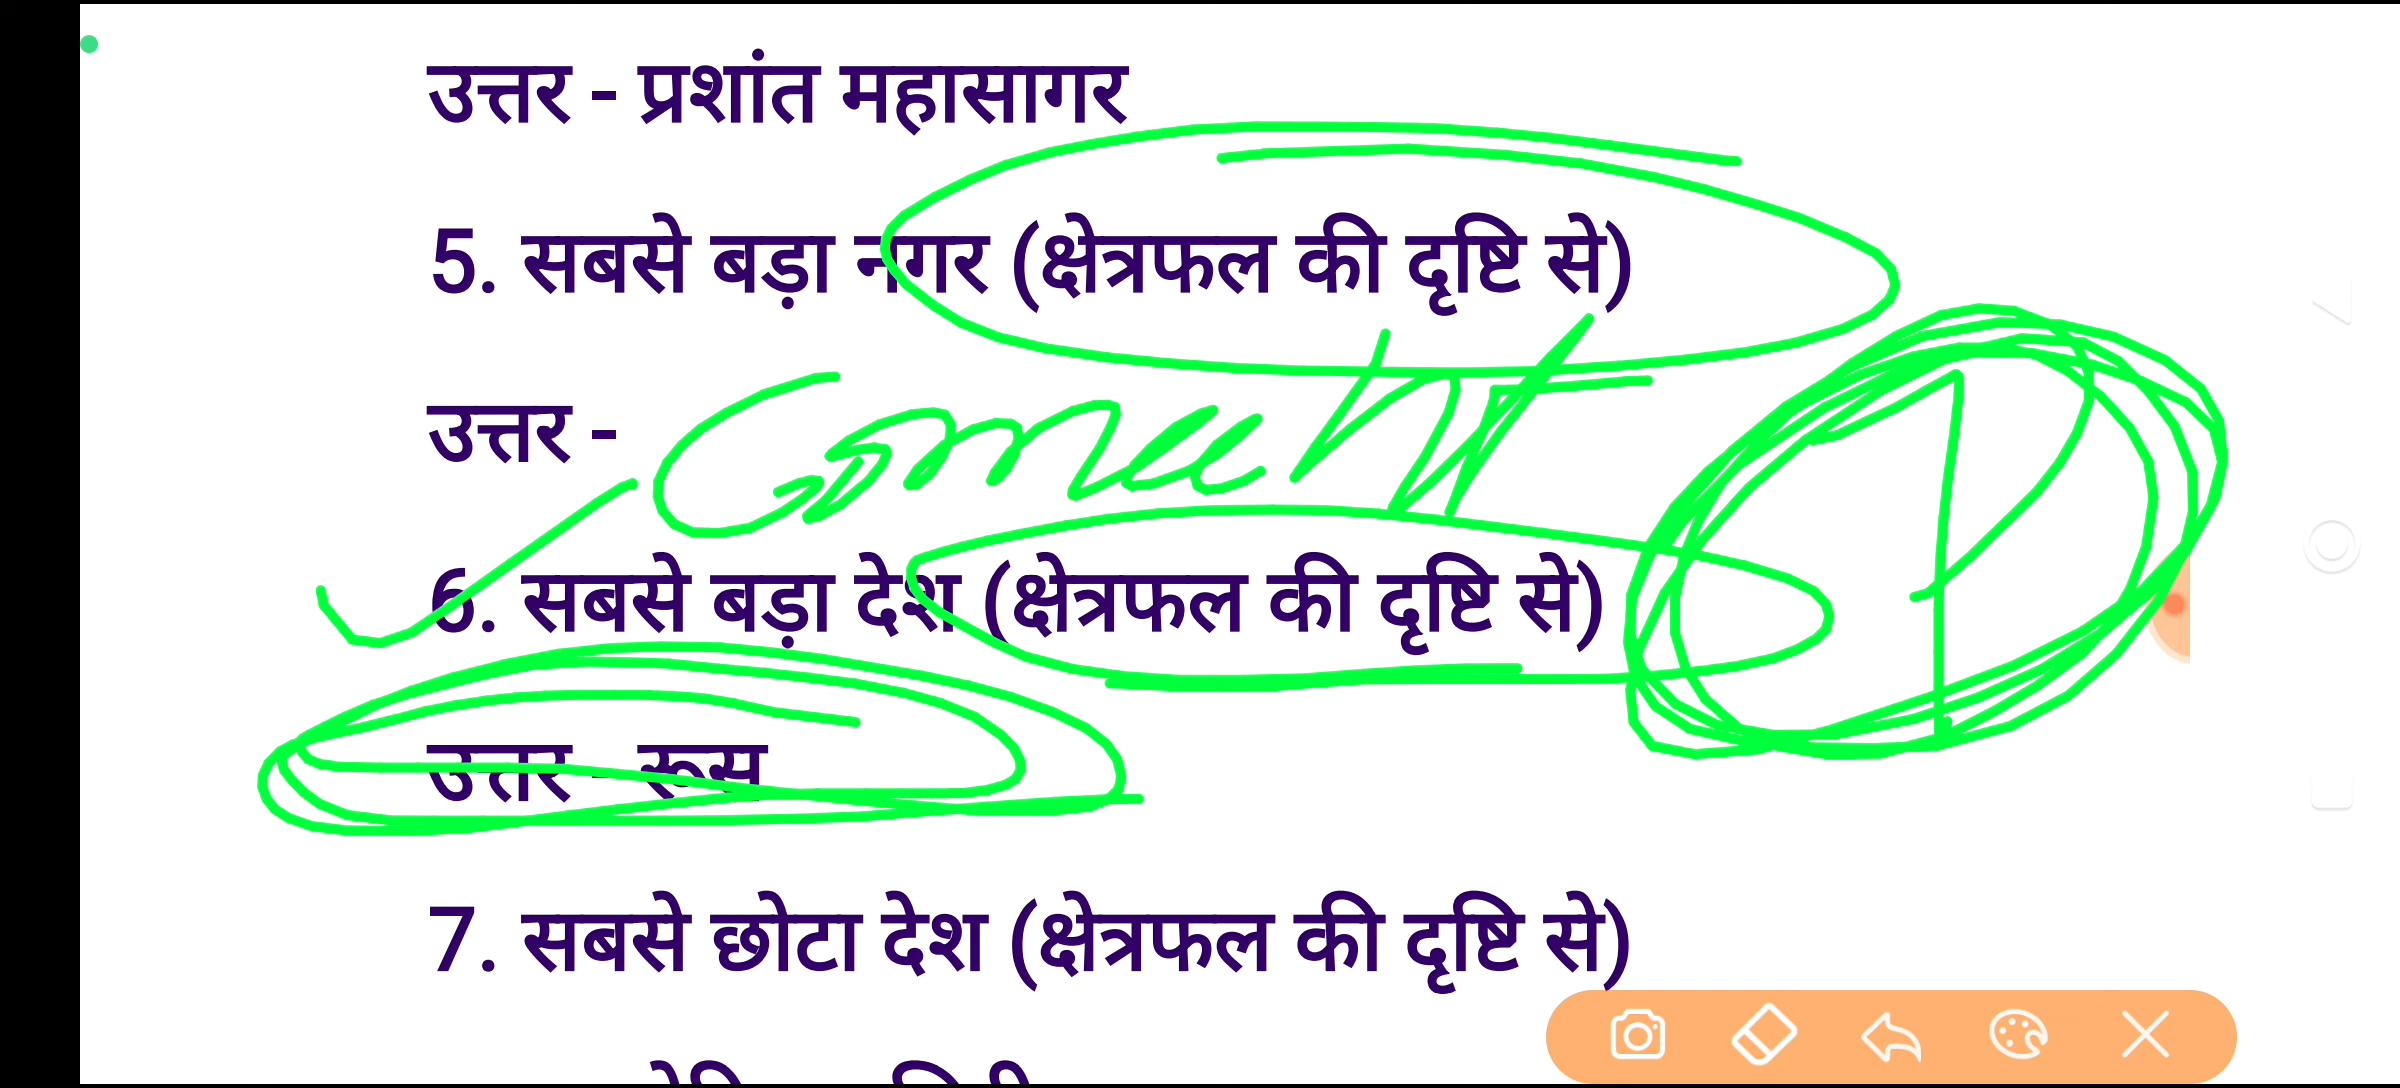 उत्तर - प्रशांत महासागर
5. सबसे बड़ा नगर (क्षेत्रफल की दृष्टि से)
उत्तर -
6. सबसे बड़ा देश (क्षेत्रफल की दृष्टि से)
उत्तर - रूस
7. सबसे छोटा देश (क्षेत्रफल की दृष्टि से)